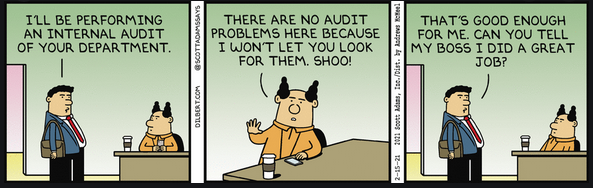 I'LL BE PERFORMING
AN INTERNAL AUDIT
OF YOUR DEPARTMENT.
DILBERT.COM @SCOTTADAMSSAYS
THERE ARE NO AUDIT
PROBLEMS HERE BECAUSE
I WON'T LET YOU LOOK
FOR THEM. SHOO!
2-15-21 2021 Scott Adams, Inc./Dist. by Andrews McMeel
THAT'S GOOD ENOUGH
FOR ME. CAN YOU TELL
MY BOSS I DID A GREAT
JOB?